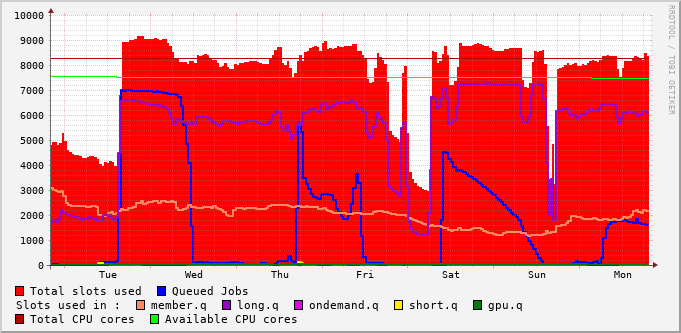 10000
9000
8000
7000
6000
5000
4000
3000
2000
1000
0
Tue Wed Thu Fri Sat Sun Mon
RRDTOOL / TOBI OETIKER
Total slots used Queued Jobs
Slots used in : member.q long.q ondemand.q short.q gpu.q
Total CPU cores Available CPU cores